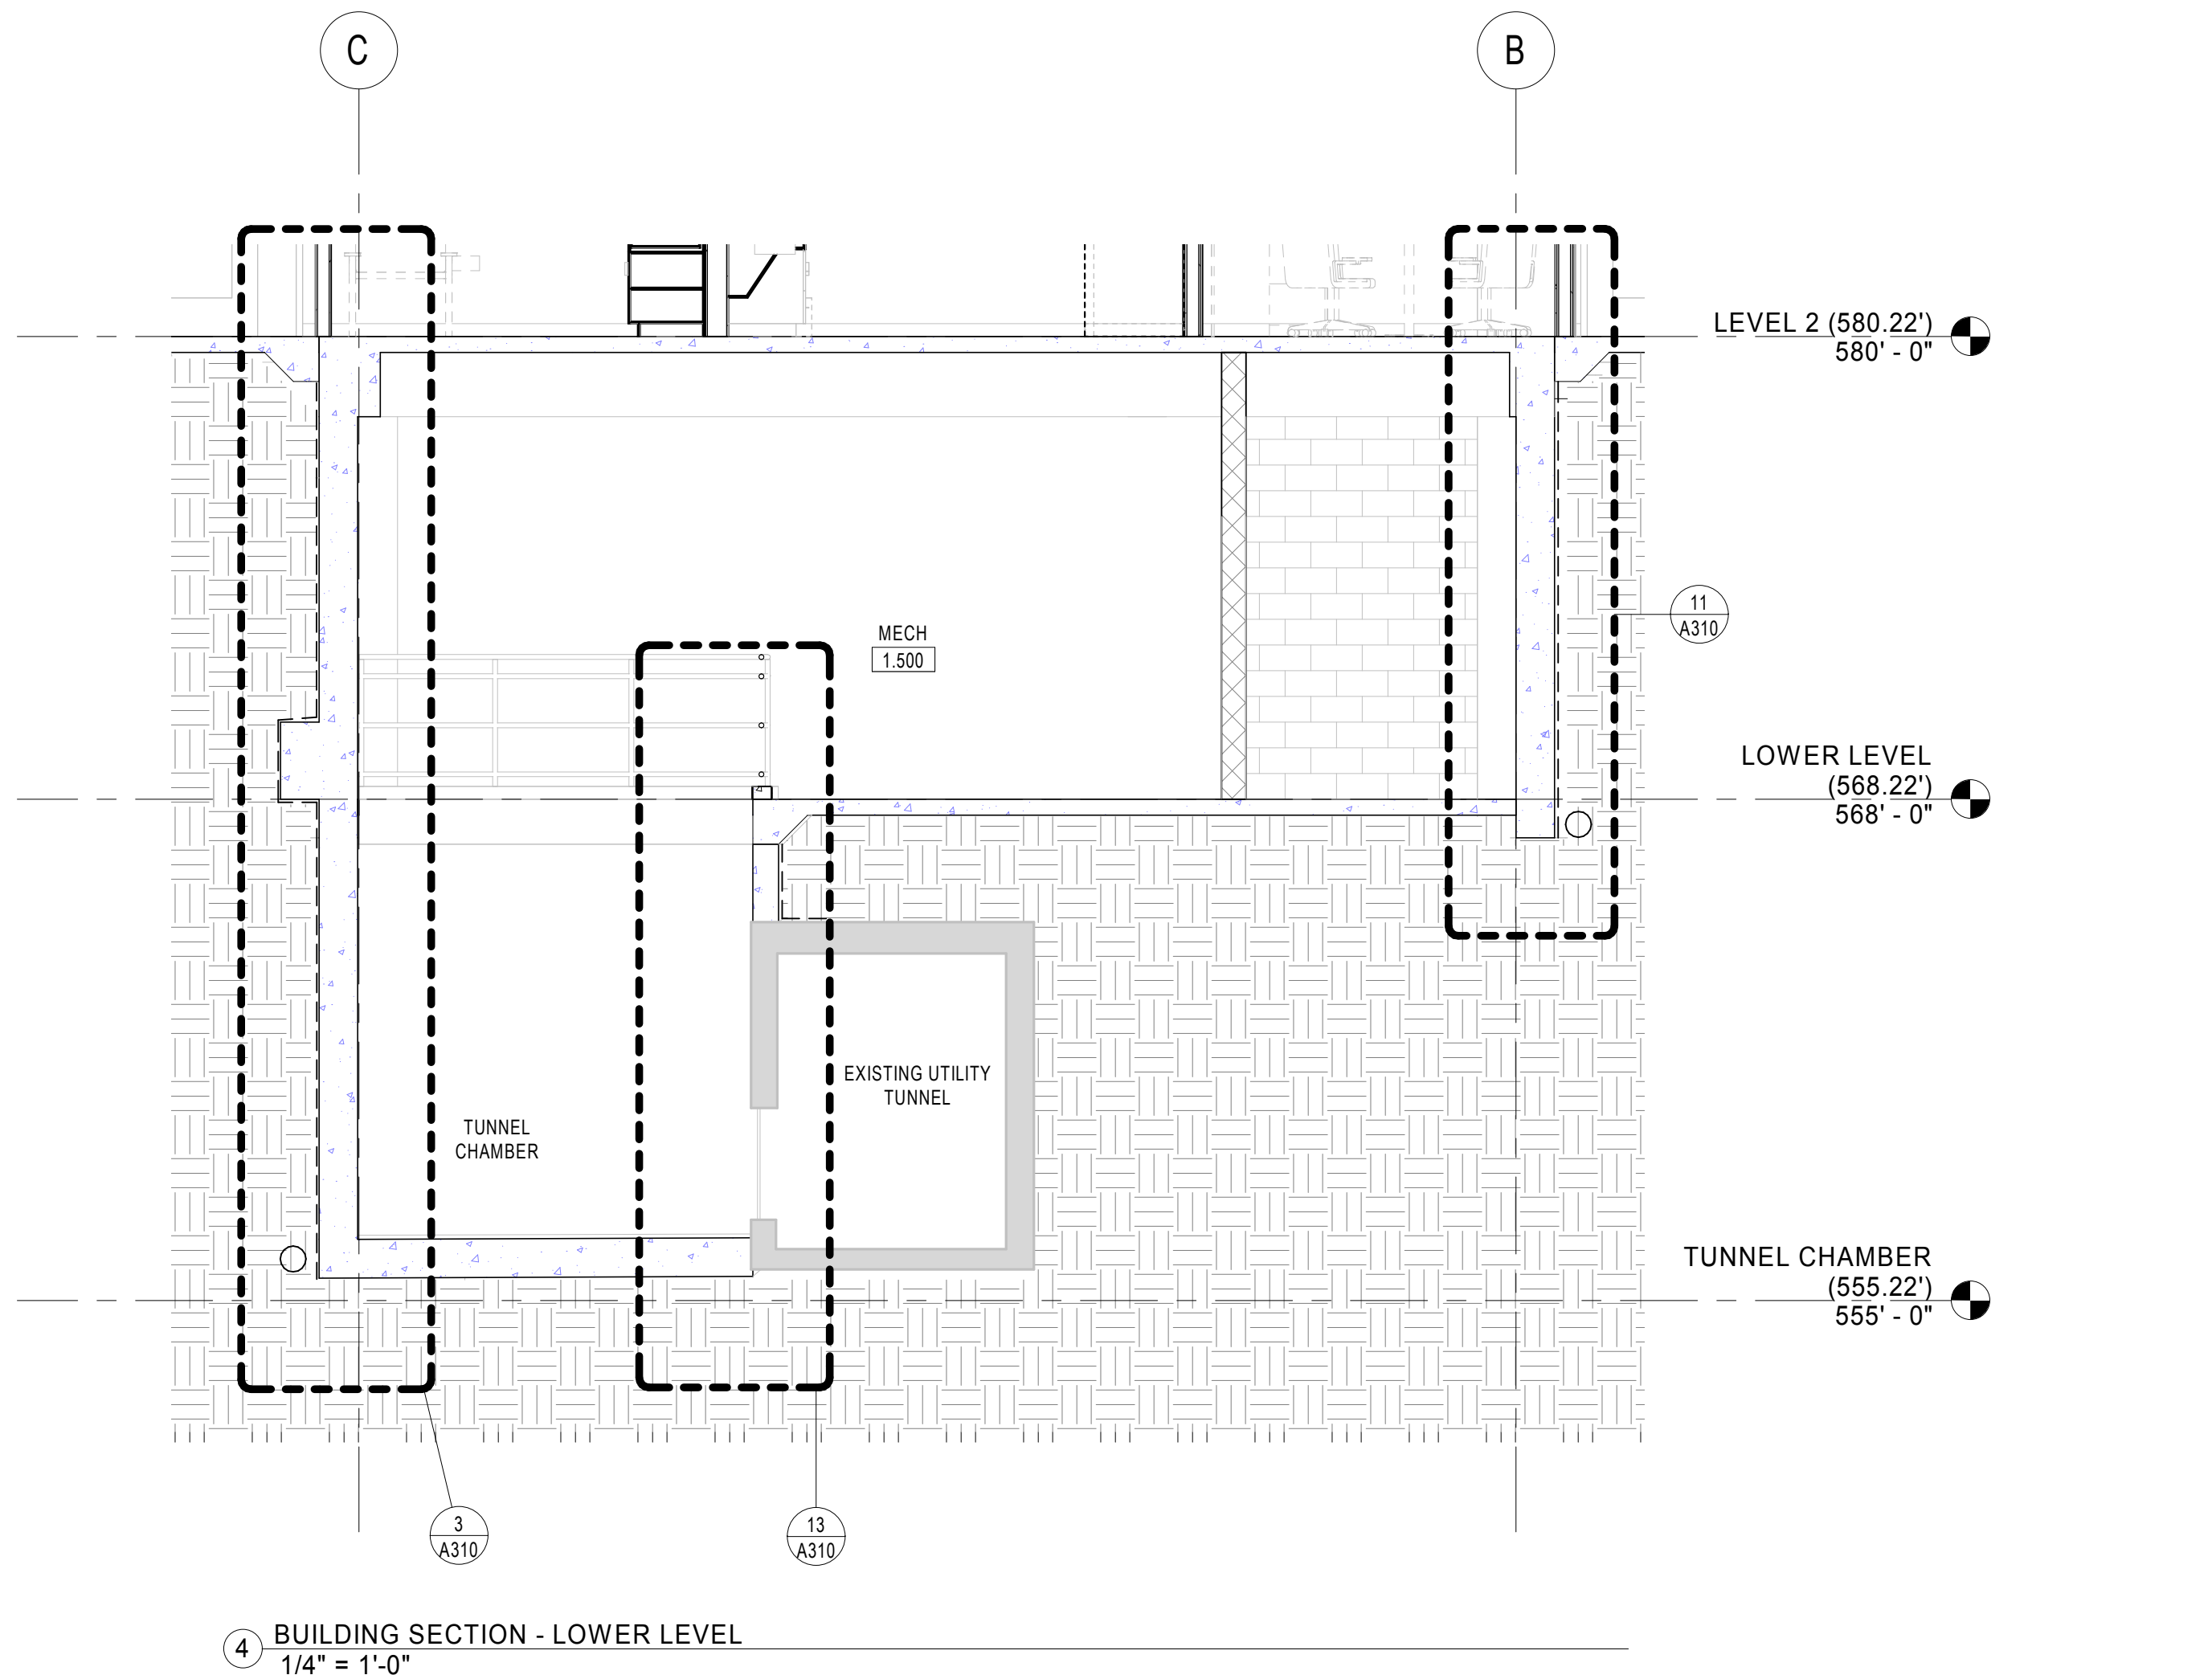 C
B
LEVEL 2 (580.22')
580' - 0"
11
A310
MECH
1.500
LOWER LEVEL
(568.22')
568' - 0"
EXISTING UTILITY
TUNNEL
TUNNEL
CHAMBER
TUNNEL CHAMBER
(555.22')
555' - 0"
3
A310
13
A310
4
BUILDING SECTION - LOWER LEVEL
1/4" = 1'-0"